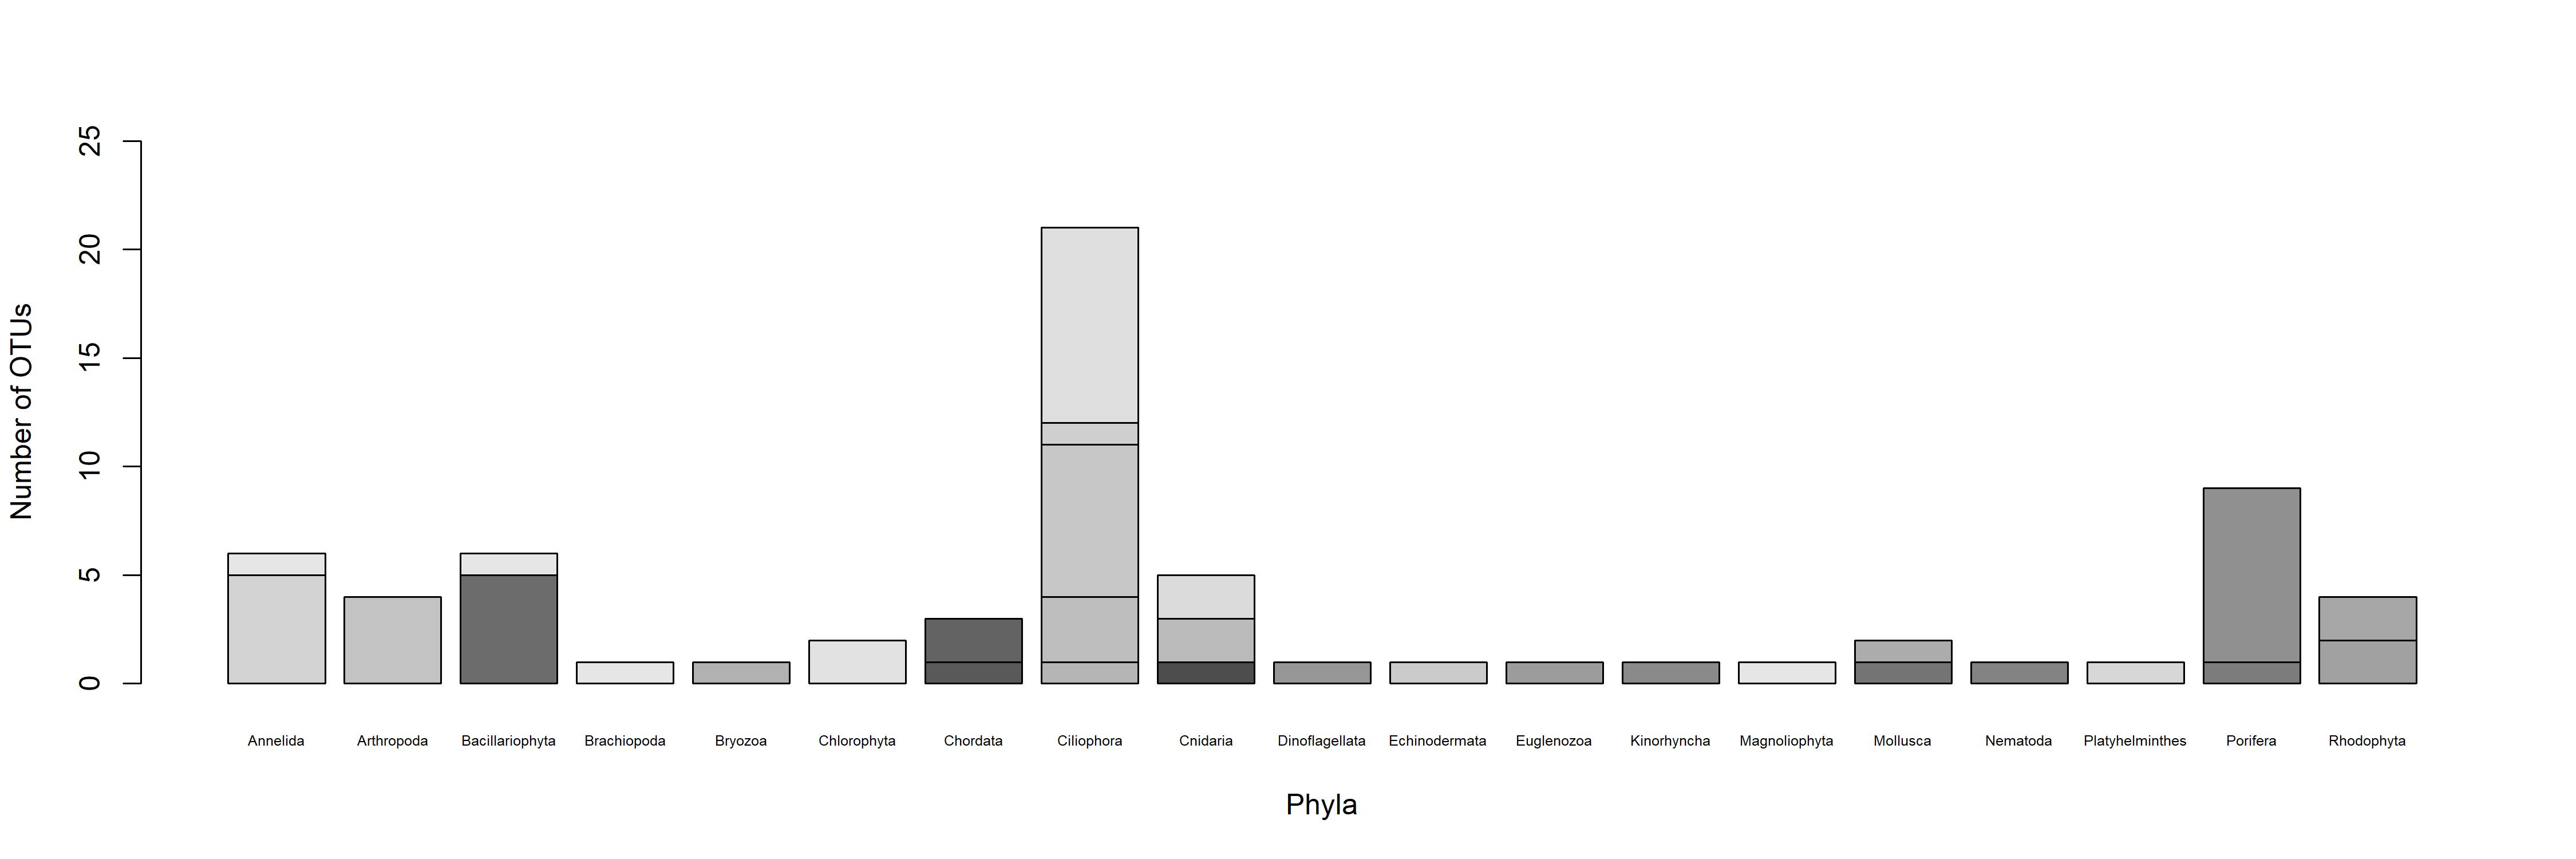 Number of OTUs
25
20
15
10
5
0
Annelida Arthropoda Bacillariophyta Brachiopoda Bryozoa Chlorophyta Chordata Ciliophora Cnidaria Dinoflagellata Echinodermata Euglenozoa Kinorhyncha Magnoliophyta Mollusca Nematoda Platyhelminthes Porifera Rhodophyta
Phyla